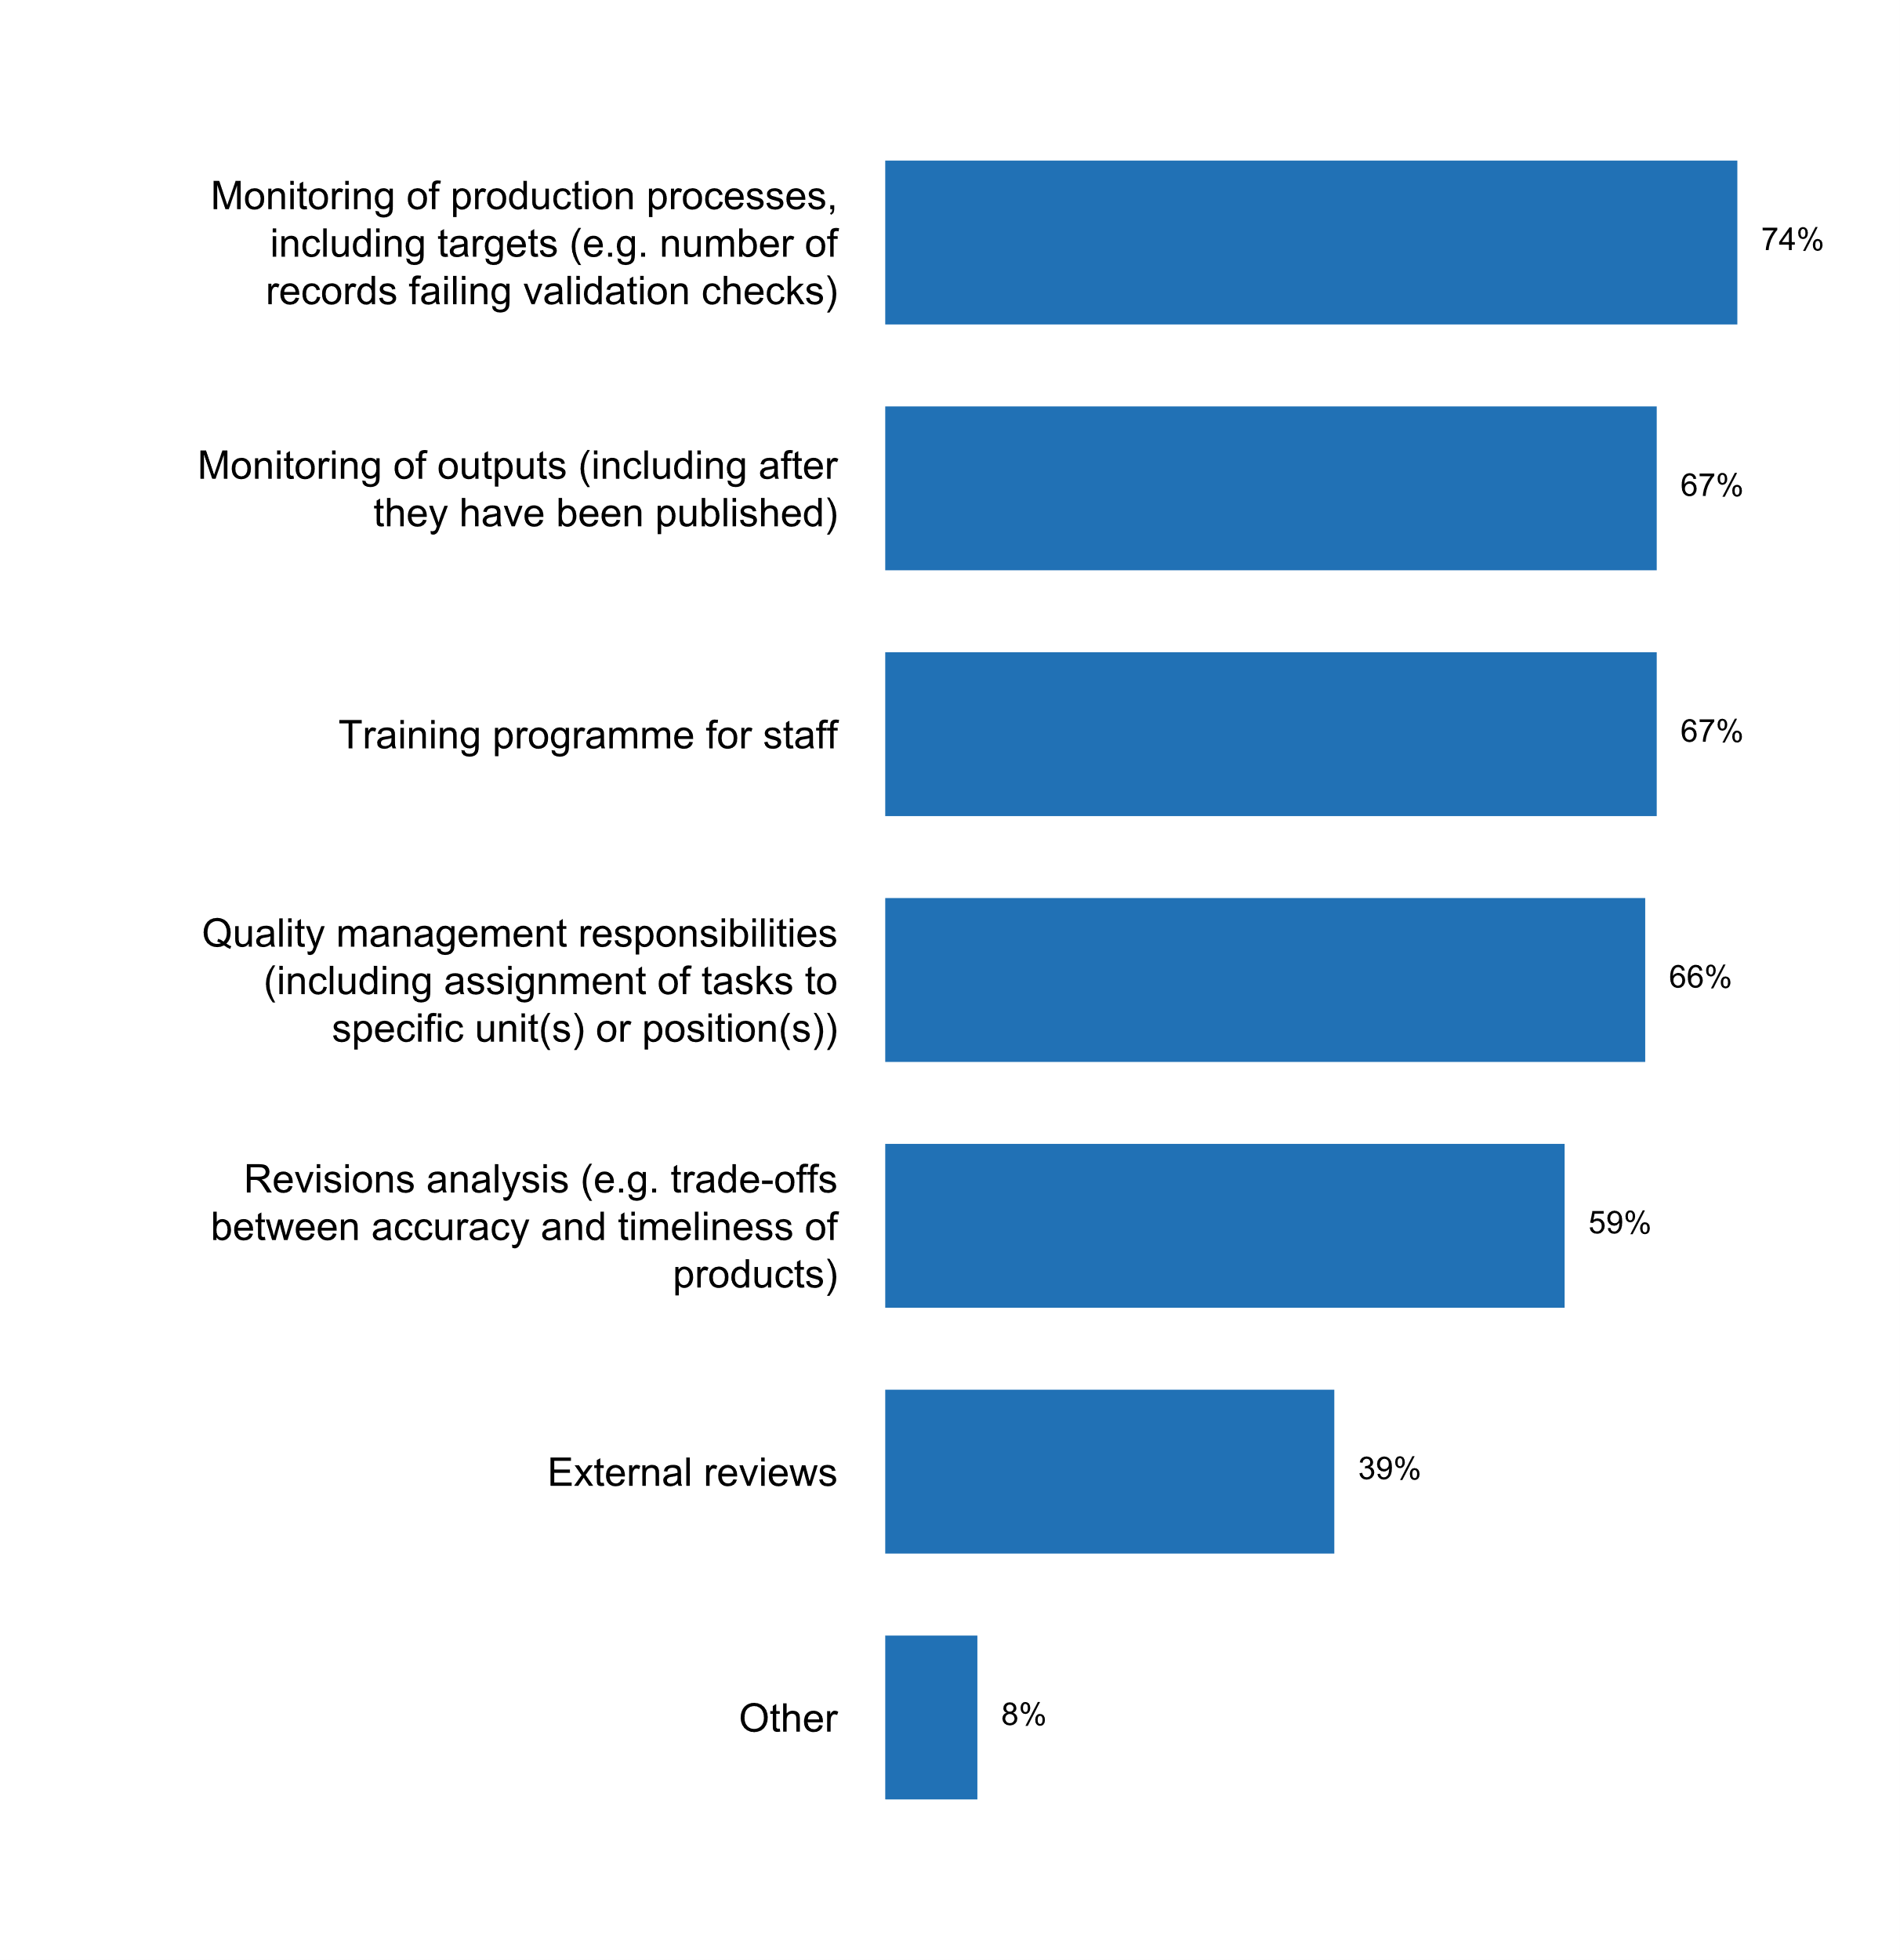 Monitoring of production processes,
including targets (e.g. number of
records failing validation checks)
74%
Monitoring of outputs (including after
they have been published)
67%
Training programme for staff
67%
Quality management responsibilities
(including assignment of tasks to
specific unit(s) or position(s))
66%
Revisions analysis (e.g. trade-offs
between accuracy and timeliness of
products)
59%
External reviews
39%
Other
8%